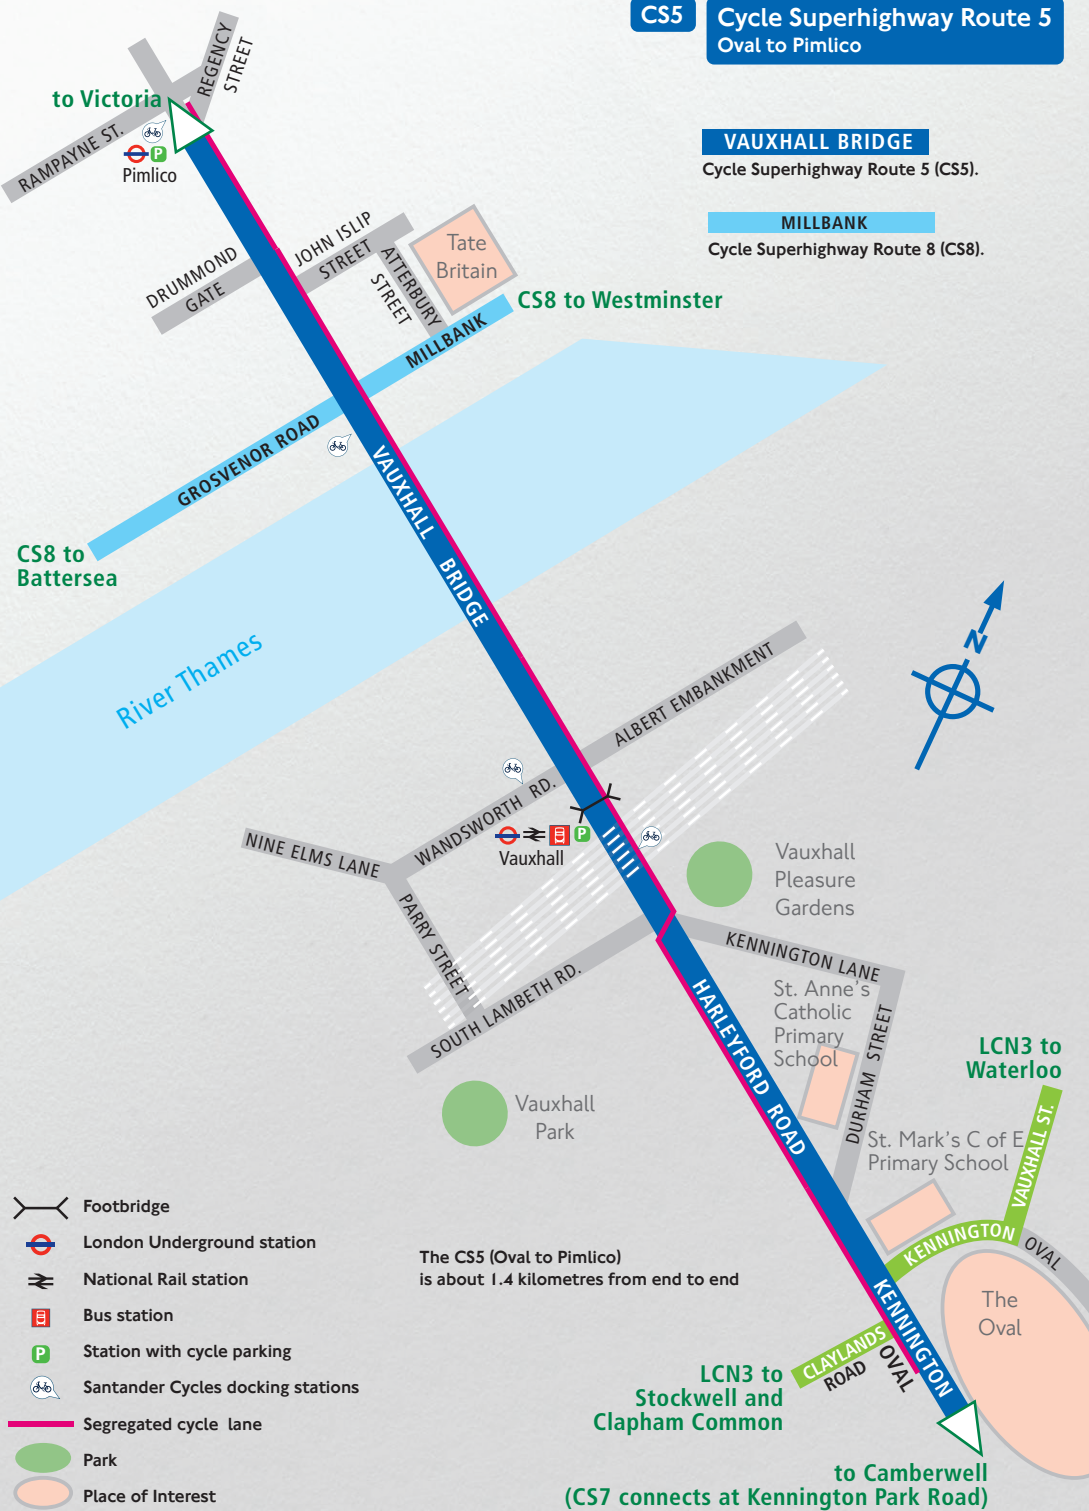 CS5
Cycle Superhighway Route 5
Oval to Pimlico
REGENCY
STREET
to Victoria
RAMPAYNE ST.
P
Pimlico
VAUXHALL BRIDGE
Cycle Superhighway Route 5 (CS5).
MILLBANK
Cycle Superhighway Route 8 (CS8).
DRUMMOND
GATE
JOHN ISLIP
STREET
ATTERBURY
STREET
Tate
Britain
CS8 to Westminster
MILLBANK
GROSVENOR ROAD
CS8 to
Battersea
VAUXHALL BRIDGE
River Thames
N
ALBERT EMBANKMENT
WANDSWORTH RD.
NINE ELMS LANE
P
Vauxhall
PARRY STREET
SOUTH LAMBETH RD.
Vauxhall
Pleasure
Gardens
KENNINGTON LANE
HARLEYFORD ROAD
St. Anne's
Catholic
Primary
School
DURHAM STREET
LCN3 to
Waterloo
VAUXHALL ST.
Vauxhall
Park
St. Mark's C of E
Primary School
KENNINGTON
OVAL
The
Oval
KENNINGTON
OVAL
CLAYLANDS
ROAD
LCN3 to
Stockwell and
Clapham Common
to Camberwell
(CS7 connects at Kennington Park Road)
The CS5 (Oval to Pimlico)
is about 1.4 kilometres from end to end
Footbridge
London Underground station
National Rail station
Bus station
P
Station with cycle parking
Santander Cycles docking stations
Segregated cycle lane
Park
Place of Interest